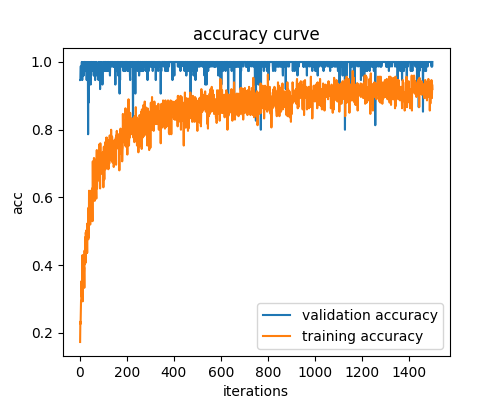 accuracy curve
1.0
0.8
0.6
0.4
0.2
acc
validation accuracy
training accuracy
0 200 400 600 800 1000 1200 1400
iterations